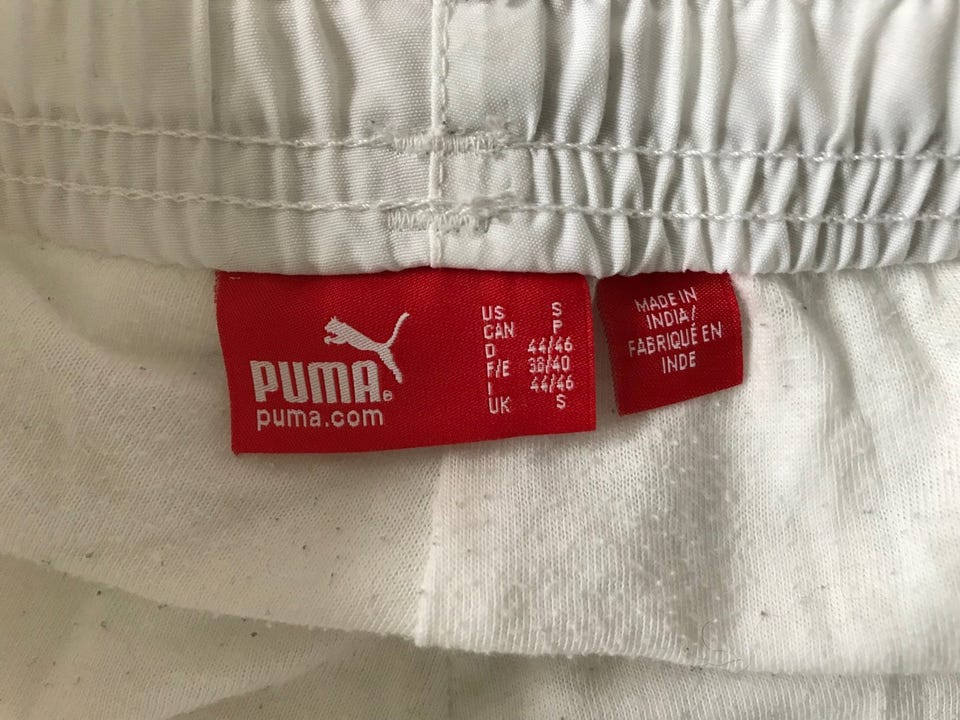 PUMA®
puma.com
US S
CAN P
D 44/46
F/E 38/40
I 44/46
UK S
MADE IN
INDIA/
FABRIQUÉ EN
INDE